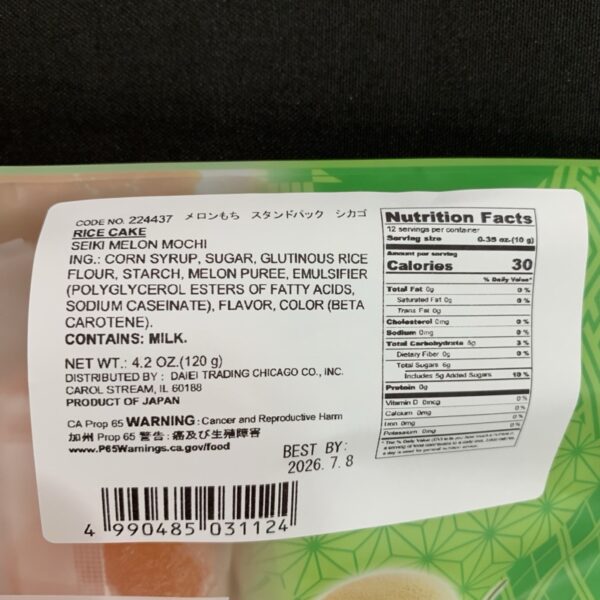 CODE NO. 224437 メロンもち スタンドパック シカゴ
RICE CAKE
SEIKI MELON MOCHI
ING.: CORN SYRUP, SUGAR, GLUTINOUS RICE
FLOUR, STARCH, MELON PUREE, EMULSIFIER
(POLYGLYCEROL ESTERS OF FATTY ACIDS,
SODIUM CASEINATE), FLAVOR, COLOR (BETA
CAROTENE).
CONTAINS: MILK.
NET WT.: 4.2 OZ.(120 g)
DISTRIBUTED BY : DAIEI TRADING CHICAGO CO., INC.
CAROL STREAM, IL 60188
PRODUCT OF JAPAN
CA Prop 65 WARNING : Cancer and Reproductive Harm
加州 Prop 65 警告 : 癌及び生殖障害
www.P65Warnings.ca.gov/food
BEST BY:
2026. 7. 8
4 990485 031124
Nutrition Facts
12 servings per container
Serving size 0.35 oz.(10 g)
Amount per serving
Calories 30
% Daily Value*
Total Fat 0g 0%
Saturated Fat 0g 0%
Trans Fat 0g
Cholesterol 0mg 0%
Sodium 0mg 0%
Total Carbohydrate 8g 3%
Dietary Fiber 0g 0%
Total Sugars 6g
Includes 5g Added Sugars 10%
Protein 0g
Vitamin D 0mcg 0%
Calcium 0mg 0%
Iron 0mg 0%
Potassium 0mg 0%